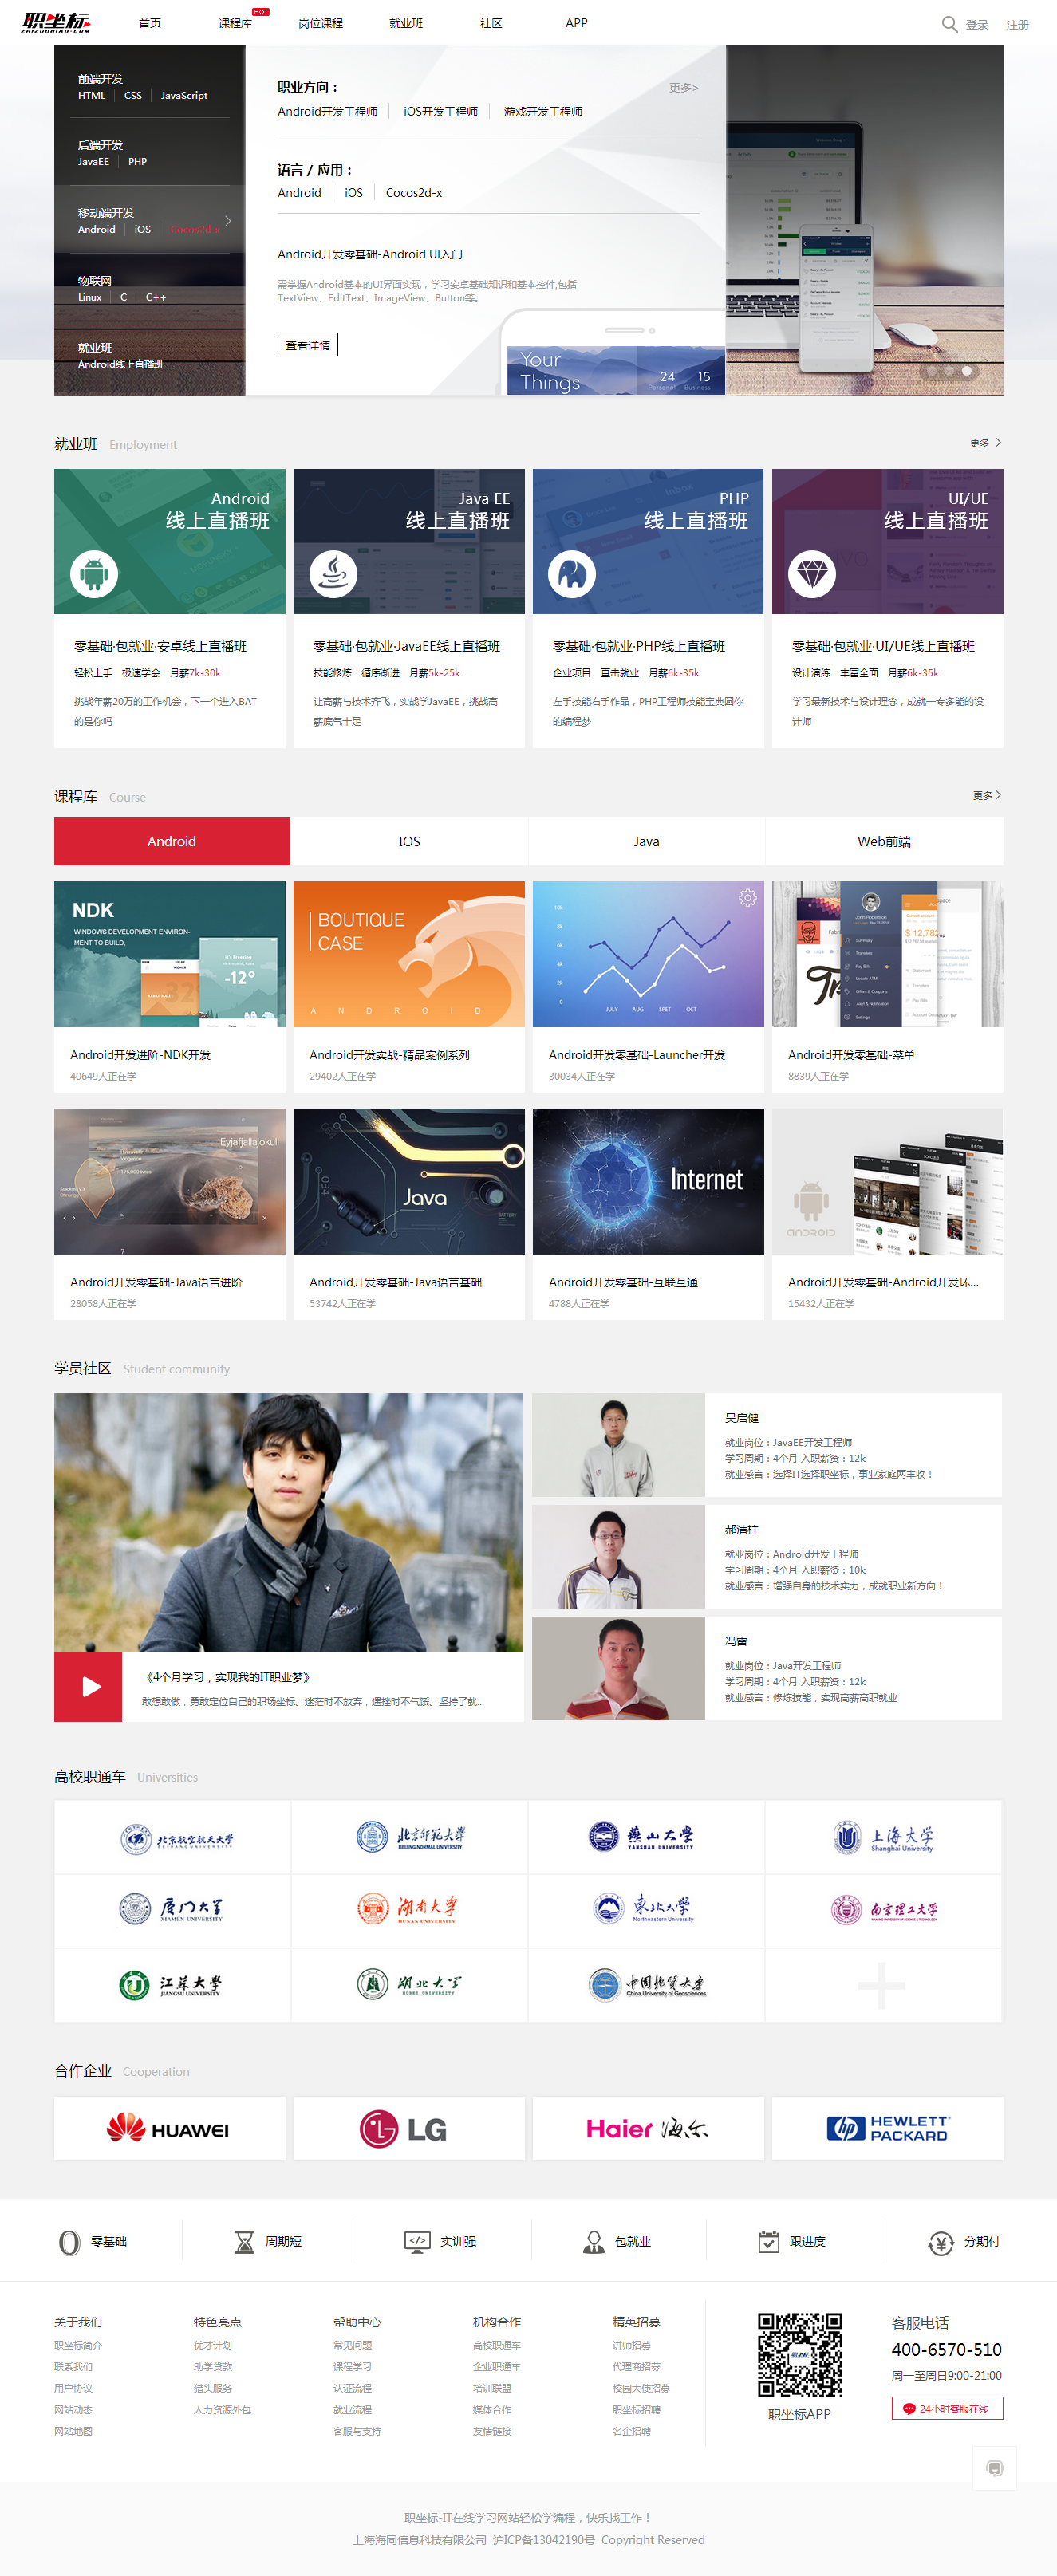 职坐标
ZHIZUOBIAO.COM
首页
课程库
HOT
岗位课程
就业班
社区
APP
登录
注册
前端开发
HTML CSS JavaScript
后端开发
JavaEE PHP
移动端开发
Android iOS Cocos2d-x
物联网
Linux C C++
就业班
Android线上直播班
职业方向：
更多>
Android开发工程师 iOS开发工程师 游戏开发工程师
语言 / 应用：
Android iOS Cocos2d-x
Android开发零基础-Android UI入门
需掌握Android基本的UI界面实现，学习安卓基础知识和基本控件,包括
TextView、EditText、ImageView、Button等。
查看详情
Your
Things
24
Personal
15
Business
就业班 Employment
更多
Android
线上直播班
Java EE
线上直播班
PHP
线上直播班
UI/UE
线上直播班
零基础·包就业·安卓线上直播班
轻松上手 极速学会 月薪7k-30k
挑战年薪20万的工作机会，下一个进入BAT
的是你吗
零基础·包就业·JavaEE线上直播班
技能修炼 循序渐进 月薪5k-25k
让高薪与技术齐飞，实战学JavaEE，挑战高
薪底气十足
零基础·包就业·PHP线上直播班
企业项目 直击就业 月薪6k-35k
左手技能右手作品，PHP工程师技能宝典圆你
的编程梦
零基础·包就业·UI/UE线上直播班
设计演练 丰富全面 月薪6k-35k
学习最新技术与设计理念，成就一专多能的设
计师
课程库 Course
更多
Android
IOS
Java
Web前端
NDK
WINDOWS DEVELOPMENT ENVIRON-
MENT TO BUILD,
It's Freezing
-12°
BOUTIQUE
CASE
ANDROID
10k
8k
6k
4k
2k
0
JULY AUG SPET OCT
John Robertson
Summary
Transfers
Pay Bills
Locate ATM
Offers & Coupons
Alert & Notification
Settings
$ 12,782
Android开发进阶-NDK开发
40649人正在学
Android开发实战-精品案例系列
29402人正在学
Android开发零基础-Launcher开发
30034人正在学
Android开发零基础-菜单
8839人正在学
Eyjafjallajokull
Java
034
BATTERY
Internet
ANDROID
Android开发零基础-Java语言进阶
28058人正在学
Android开发零基础-Java语言基础
53742人正在学
Android开发零基础-互联互通
4788人正在学
Android开发零基础-Android开发环...
15432人正在学
学员社区 Student community
吴启健
就业岗位：JavaEE开发工程师
学习周期：4个月 入职薪资：12k
就业感言：选择IT选择职坐标，事业家庭两丰收！
郝清柱
就业岗位：Android开发工程师
学习周期：4个月 入职薪资：10k
就业感言：增强自身的技术实力，成就职业新方向！
冯雷
就业岗位：Java开发工程师
学习周期：4个月 入职薪资：12k
就业感言：修炼技能，实现高薪高职就业
《4个月学习，实现我的IT职业梦》
敢想敢做，勇敢定位自己的职场坐标。迷茫时不放弃，遇挫时不气馁。坚持了就...
高校职通车 Universities
北京航空航天大学
BEIHANG UNIVERSITY
北京师范大学
BEIJING NORMAL UNIVERSITY
燕山大学
YANSHAN UNIVERSITY
上海大学
Shanghai University
厦门大学
XIAMEN UNIVERSITY
湖南大学
HUNAN UNIVERSITY
东北大学
Northeastern University
南京理工大学
NANJING UNIVERSITY OF SCIENCE & TECHNOLOGY
江苏大学
JIANGSU UNIVERSITY
湖北大学
HUBEI UNIVERSITY
中国地质大学
China University of Geosciences
合作企业 Cooperation
HUAWEI
LG
Haier 海尔
hp HEWLETT
PACKARD
零基础
周期短
实训强
包就业
跟进度
分期付
关于我们
职坐标简介
联系我们
用户协议
网站动态
网站地图
特色亮点
优才计划
助学贷款
猎头服务
人力资源外包
帮助中心
常见问题
课程学习
认证流程
就业流程
客服与支持
机构合作
高校职通车
企业职通车
培训联盟
媒体合作
友情链接
精英招募
讲师招募
代理商招募
校园大使招募
职坐标招聘
名企招聘
职坐标APP
客服电话
400-6570-510
周一至周日9:00-21:00
24小时客服在线
职坐标-IT在线学习网站轻松学编程，快乐找工作！
上海海同信息科技有限公司 沪ICP备13042190号 Copyright Reserved